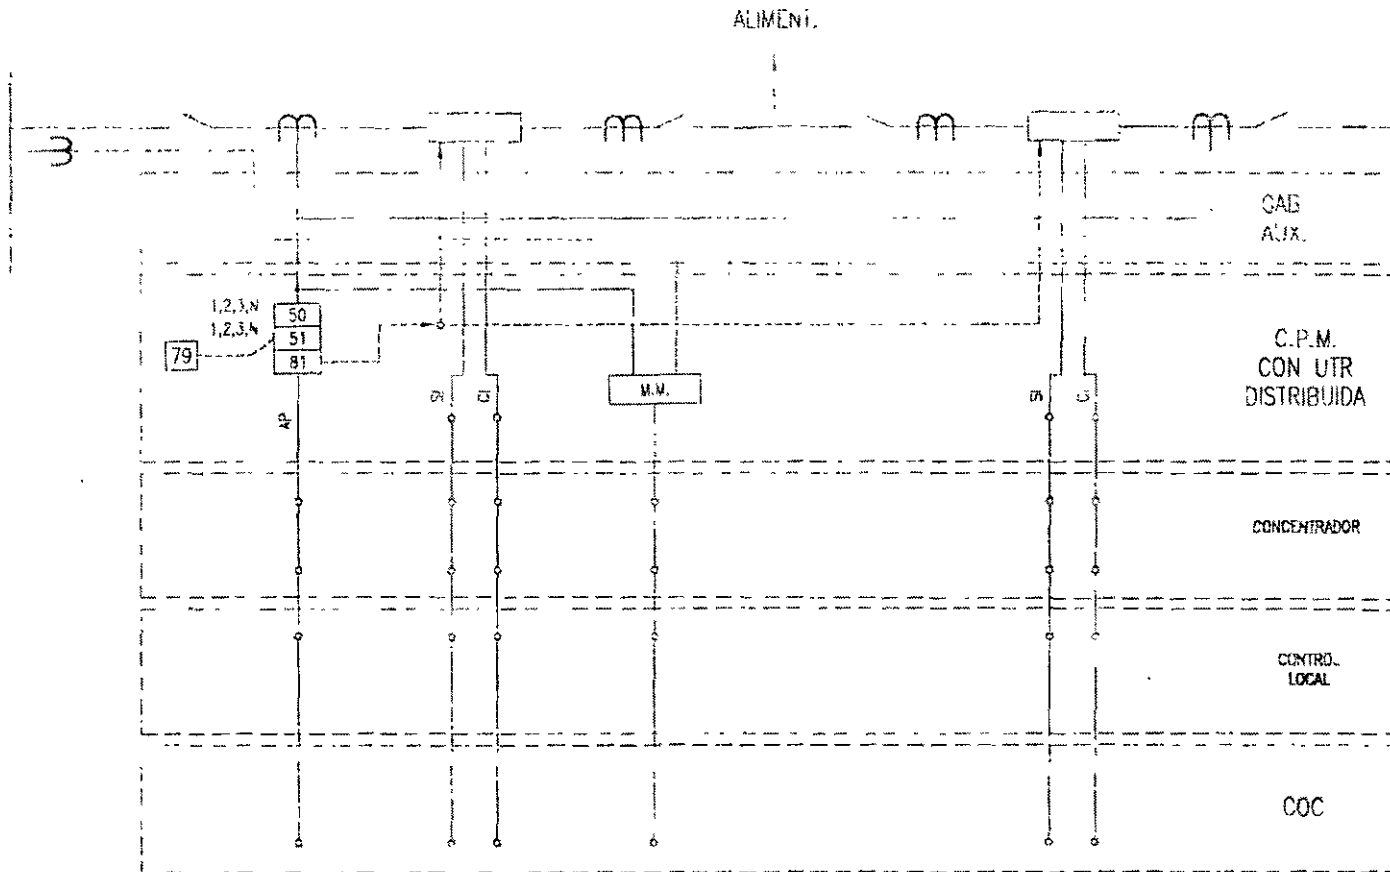 ALIMENT.
GAB
AUX.
1,2,3,N
1,2,3,N
50
51
81
79
M.M.
AP
C.P.M.
CON UTR
DISTRIBUIDA
CONCENTRADOR
CONTROL
LOCAL
COC